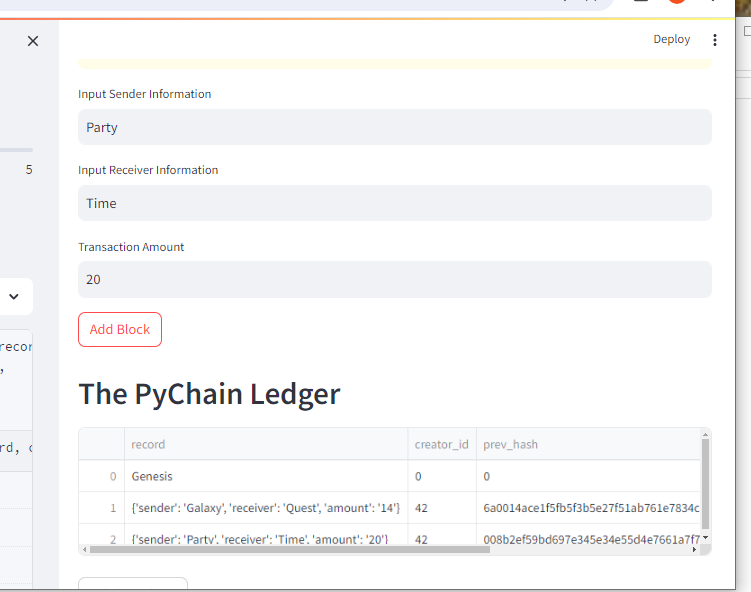 Deploy
Input Sender Information
Party
Input Receiver Information
5
Time
Transaction Amount
20
Add Block
The PyChain Ledger
record creator_id prev_hash
0 Genesis 0 0
1 {'sender': 'Galaxy', 'receiver': 'Quest', 'amount': '14'} 42 6a0014ace1f5fb5f3b5e27f51ab761e7834c
2 {'sender': 'Party', 'receiver': 'Time', 'amount': '20'} 42 008b2ef59bd697e345e34e55d4e7661a7f7